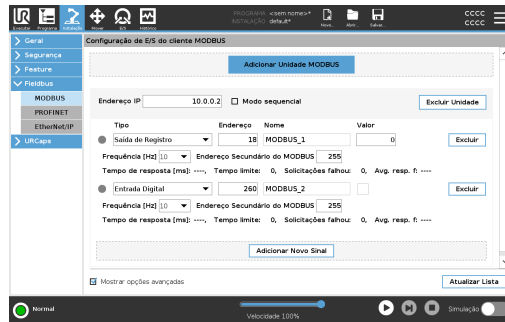 PROGRAMA <sem nome>*
INSTALAÇÃO default*
Executar Programa Instalação Mover E/S Histórico Nova... Abrir... Salvar...
CCCC
CCCC
Geral
Segurança
Feature
Fieldbus
MODBUS
PROFINET
EtherNet/IP
URCaps
Configuração de E/S do cliente MODBUS
Adicionar Unidade MODBUS
Endereço IP 10.0.0.2 Modo sequencial Excluir Unidade
Tipo Endereço Nome Valor
Saída de Registro 18 MODBUS_1 0 Excluir
Frequência [Hz] 10 Endereço Secundário do MODBUS 255
Tempo de resposta [ms]: ----, Tempo limite: 0, Solicitações falhou: 0, Avg. resp. f: ----
Entrada Digital 260 MODBUS_2 Excluir
Frequência [Hz] 10 Endereço Secundário do MODBUS 255
Tempo de resposta [ms]: ----, Tempo limite: 0, Solicitações falhou: 0, Avg. resp. f: ----
Adicionar Novo Sinal
Mostrar opções avançadas Atualizar Lista
Normal
Velocidade 100%
Simulação